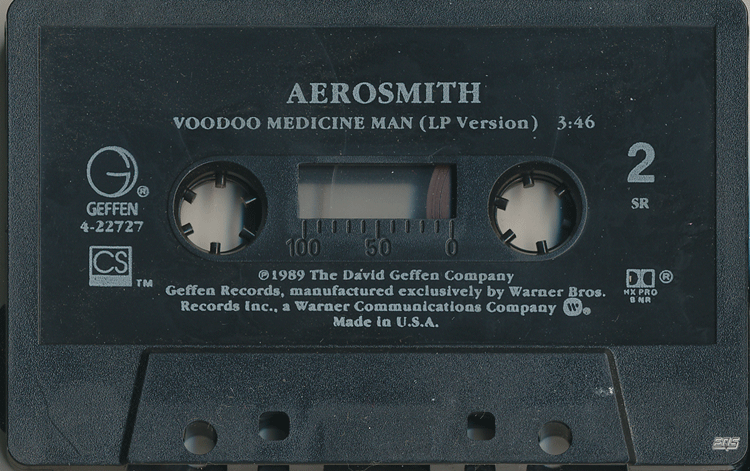 AEROSMITH
VOODOO MEDICINE MAN (LP Version) 3:46
G®
GEFFEN
4-22727
2
SR
100 50 0
CS TM
℗1989 The David Geffen Company
Geffen Records, manufactured exclusively by Warner Bros.
Records Inc., a Warner Communications Company W®.
Made in U.S.A.
®
HX PRO
B NR